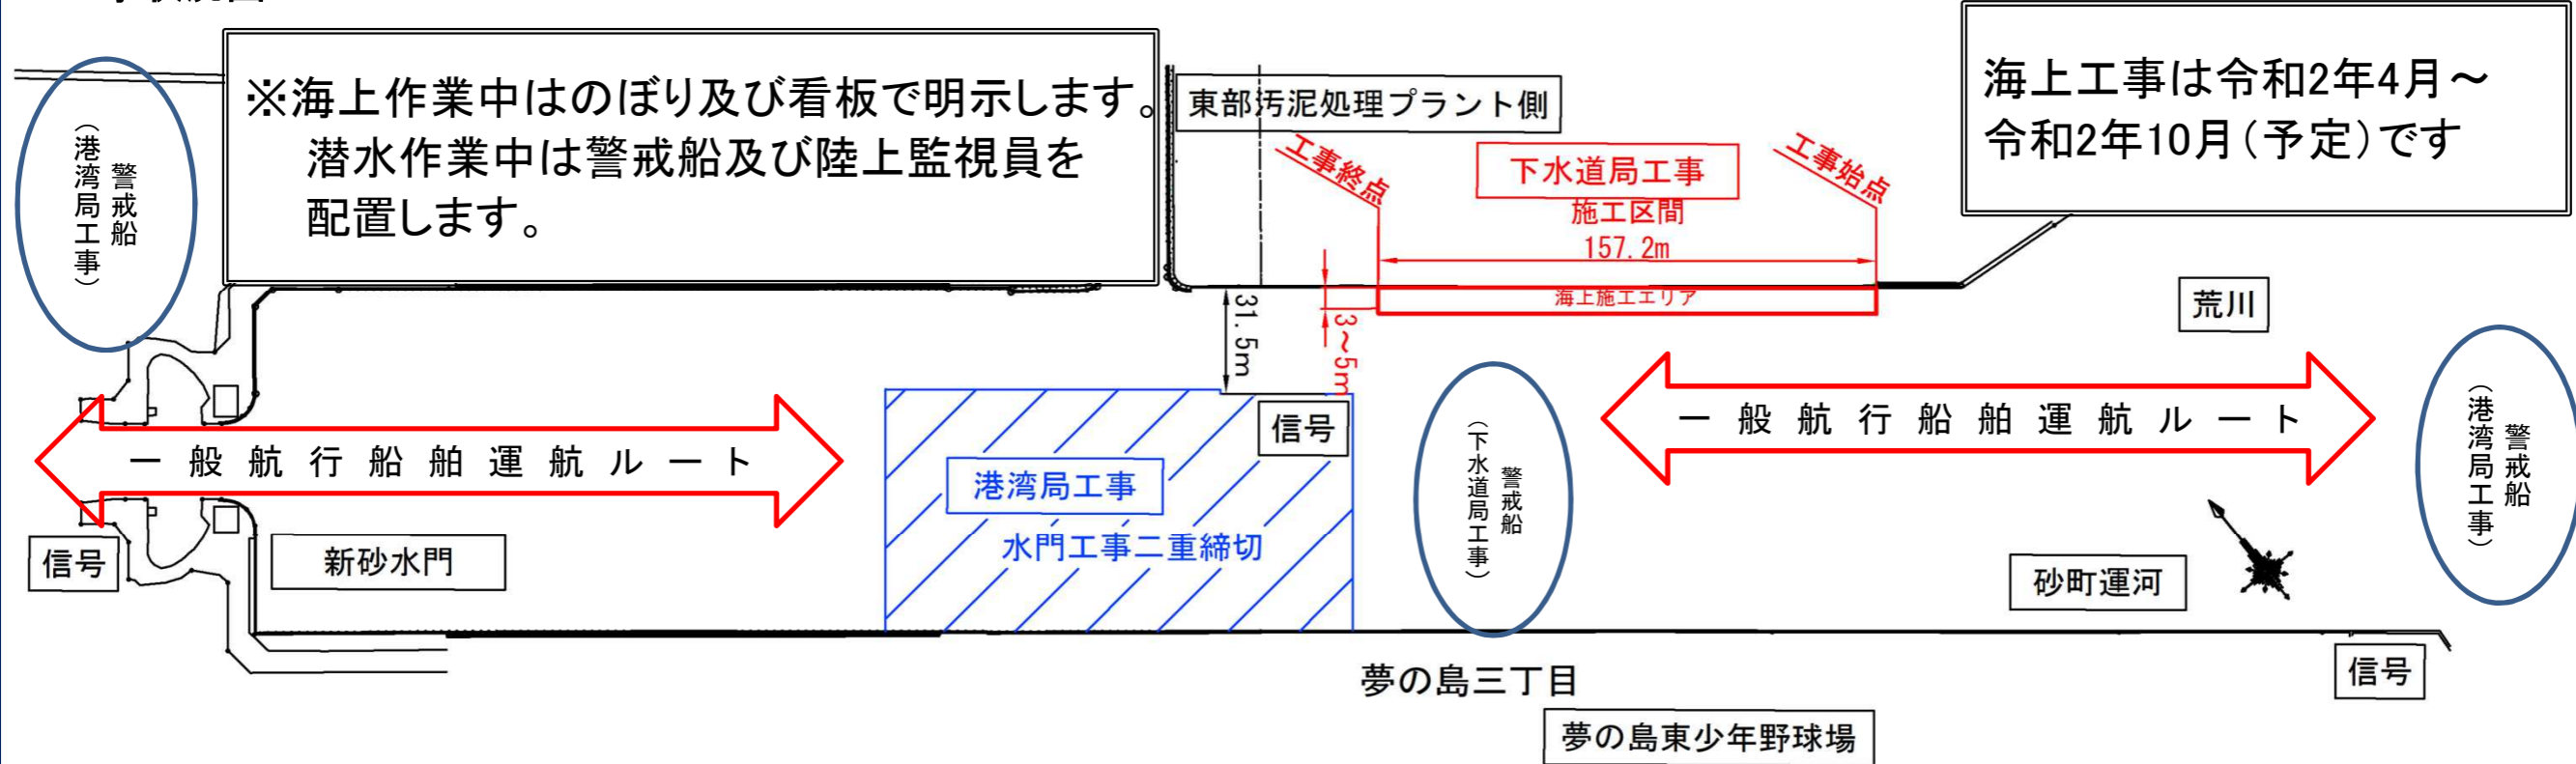 ※海上作業中はのぼり及び看板で明示します。
潜水作業中は警戒船及び陸上監視員を
配置します。
海上工事は令和2年4月～
令和2年10月(予定)です
東部汚泥処理プラント側
工事終点
下水道局工事
工事始点
施工区間
157.2m
海上施工エリア
31.5m
3~5m
荒川
警戒船
(港湾局工事)
一般航行船舶運航ルート
信号
新砂水門
港湾局工事
水門工事二重締切
信号
警戒船
(下水道局工事)
一般航行船舶運航ルート
警戒船
(港湾局工事)
砂町運河
信号
夢の島三丁目
夢の島東少年野球場